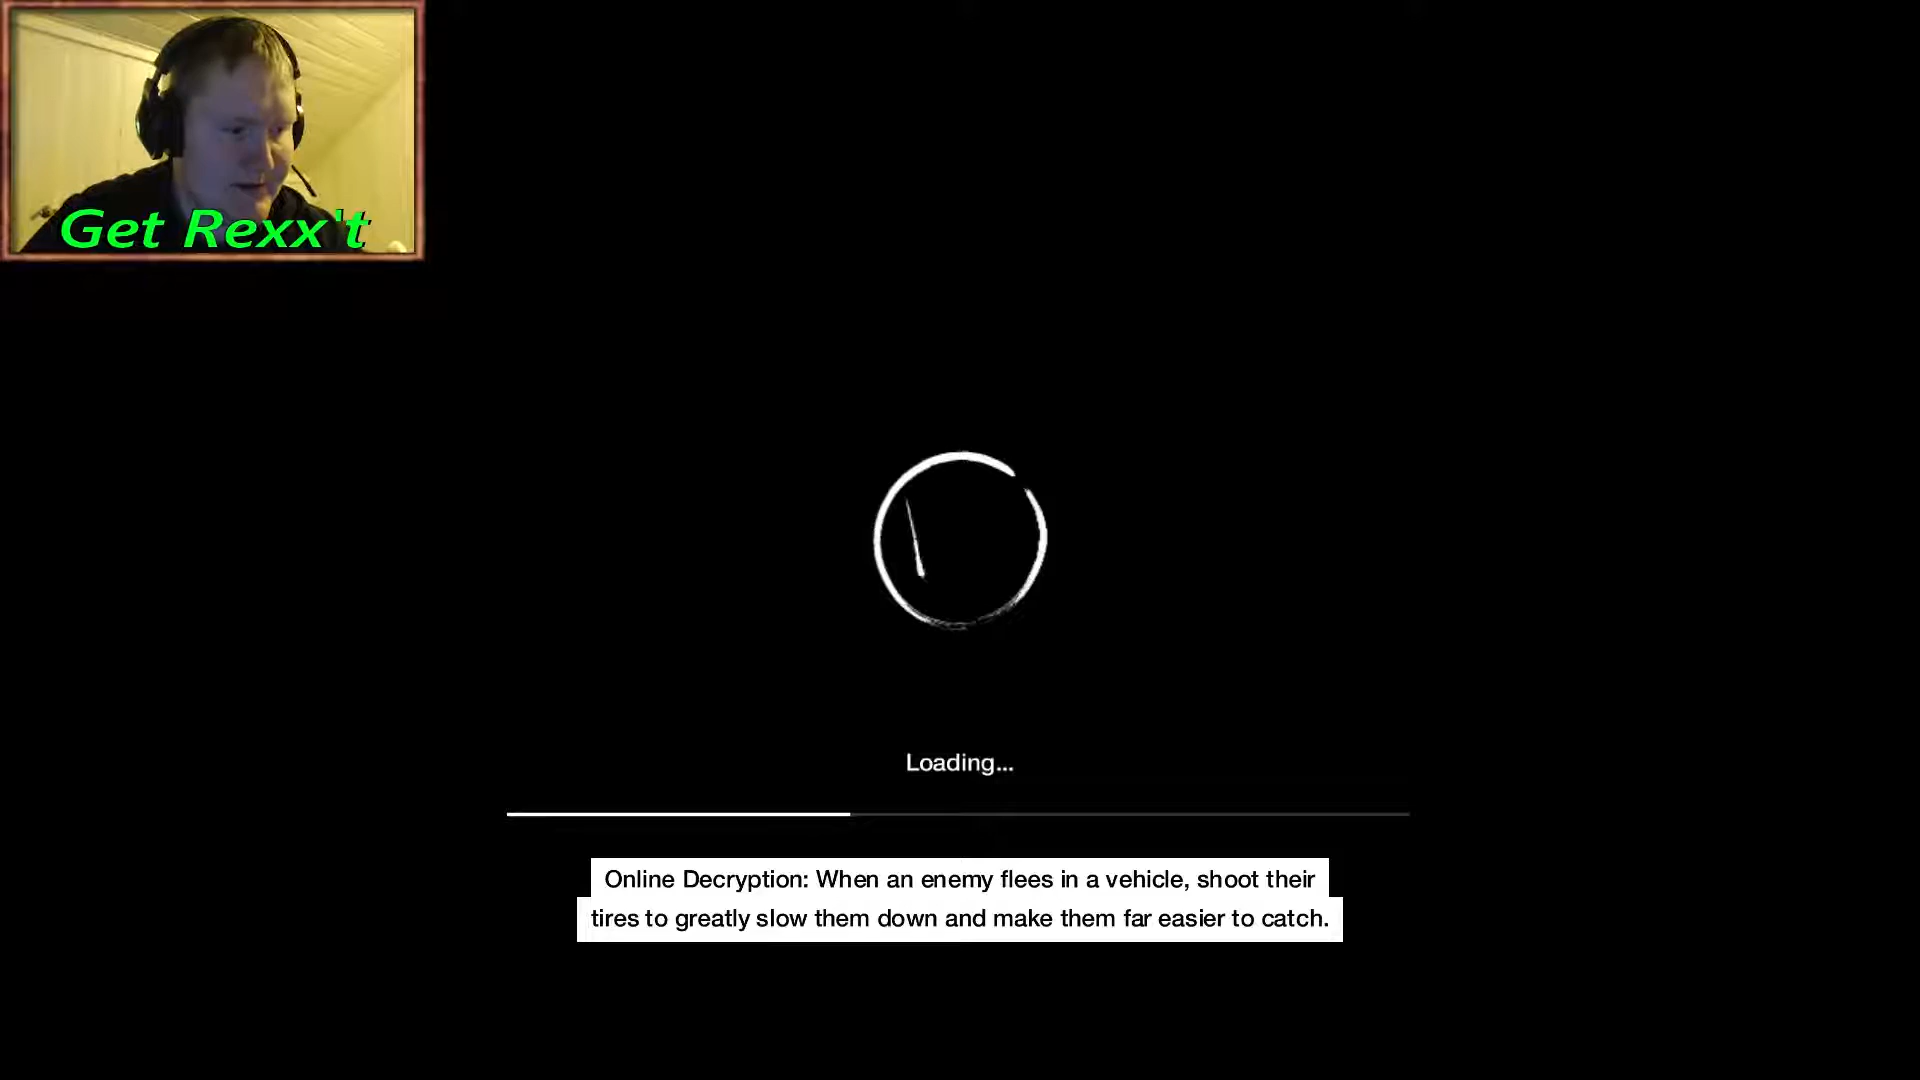 Get Rexx't
Loading...
Online Decryption: When an enemy flees in a vehicle, shoot their
tires to greatly slow them down and make them far easier to catch.